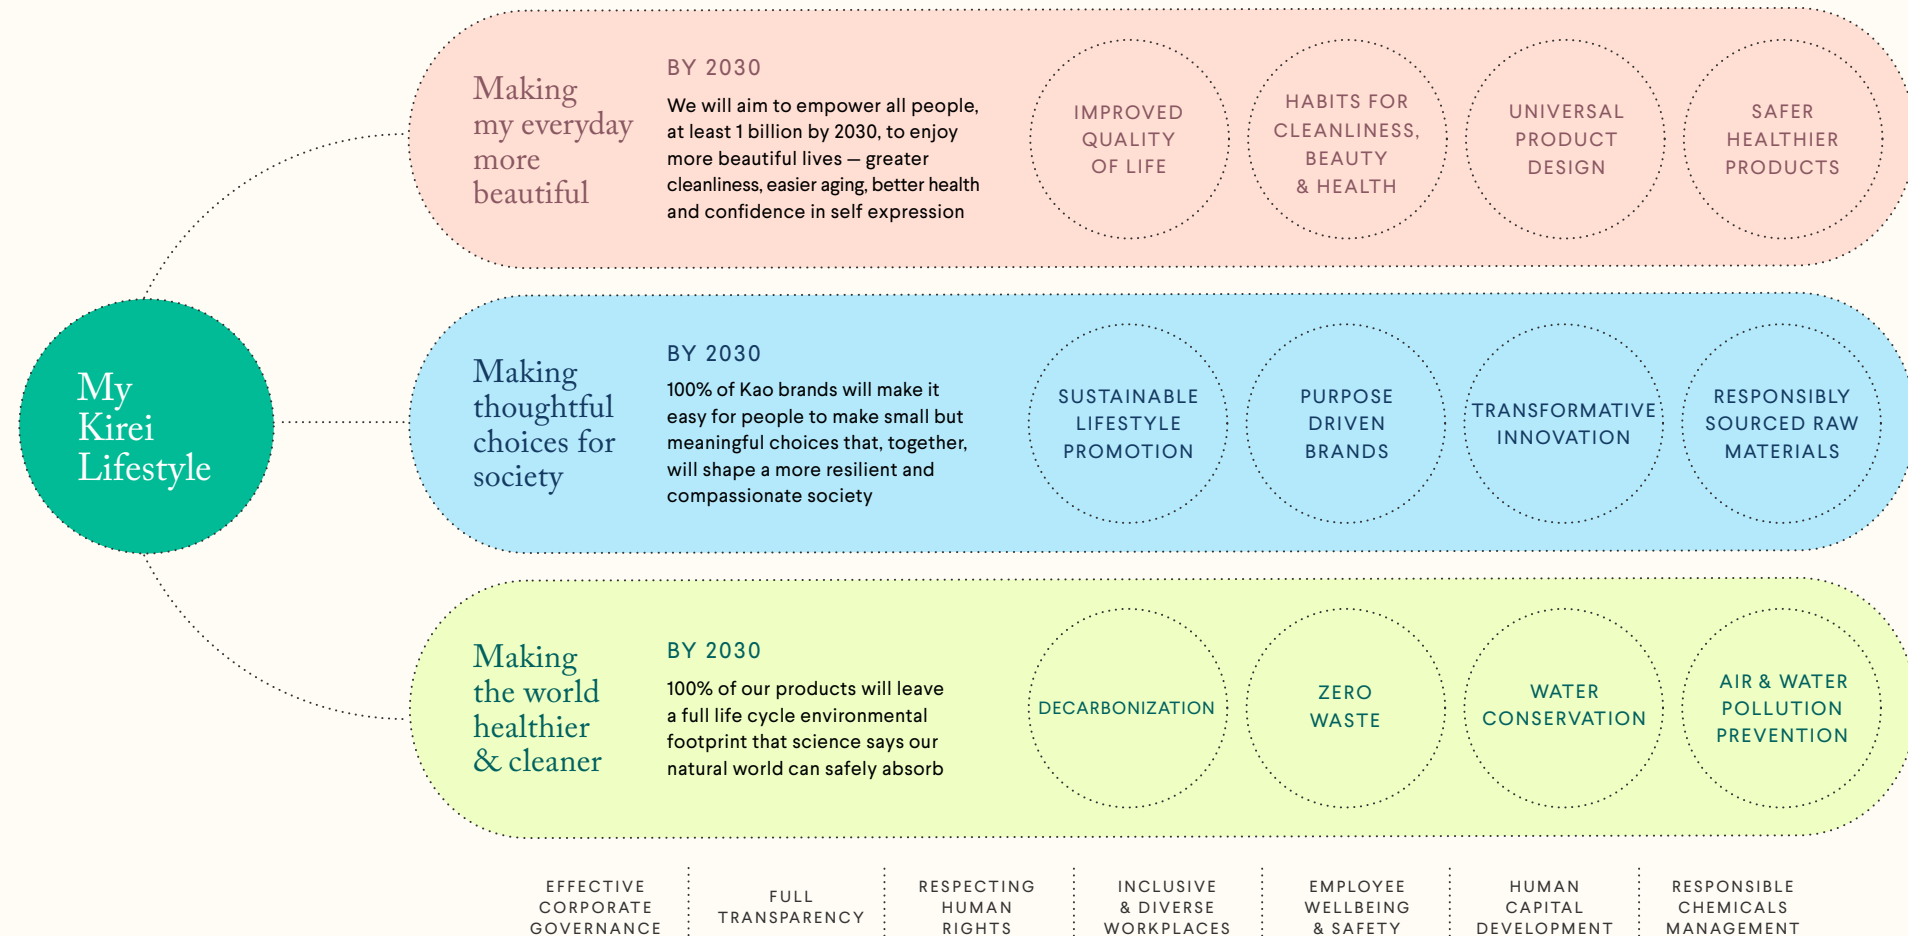 My
Kirei
Lifestyle
Making
my everyday
more
beautiful
BY 2030
We will aim to empower all people,
at least 1 billion by 2030, to enjoy
more beautiful lives — greater
cleanliness, easier aging, better health
and confidence in self expression
IMPROVED
QUALITY
OF LIFE
HABITS FOR
CLEANLINESS,
BEAUTY
& HEALTH
UNIVERSAL
PRODUCT
DESIGN
SAFER
HEALTHIER
PRODUCTS
Making
thoughtful
choices for
society
BY 2030
100% of Kao brands will make it
easy for people to make small but
meaningful choices that, together,
will shape a more resilient and
compassionate society
SUSTAINABLE
LIFESTYLE
PROMOTION
PURPOSE
DRIVEN
BRANDS
TRANSFORMATIVE
INNOVATION
RESPONSIBLY
SOURCED RAW
MATERIALS
Making
the world
healthier
& cleaner
BY 2030
100% of our products will leave
a full life cycle environmental
footprint that science says our
natural world can safely absorb
DECARBONIZATION
ZERO
WASTE
WATER
CONSERVATION
AIR & WATER
POLLUTION
PREVENTION
EFFECTIVE
CORPORATE
GOVERNANCE
FULL
TRANSPARENCY
RESPECTING
HUMAN
RIGHTS
INCLUSIVE
& DIVERSE
WORKPLACES
EMPLOYEE
WELLBEING
& SAFETY
HUMAN
CAPITAL
DEVELOPMENT
RESPONSIBLE
CHEMICALS
MANAGEMENT